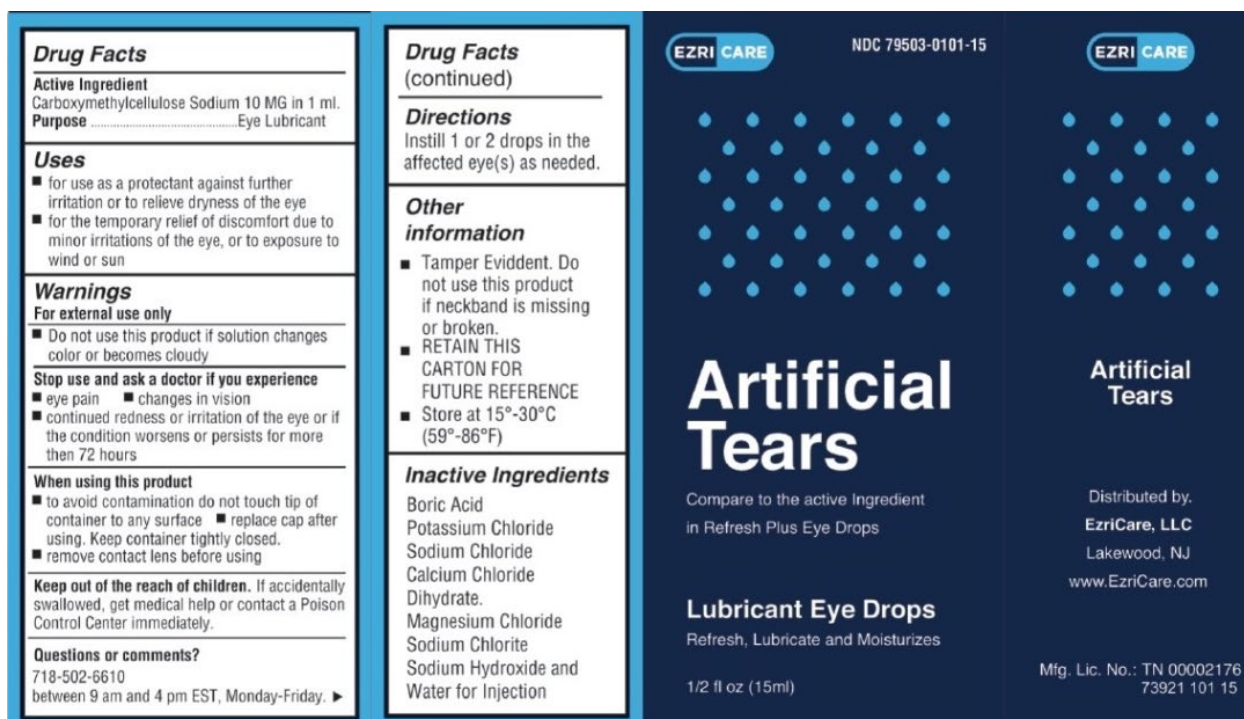 Drug Facts
Active Ingredient
Carboxymethylcellulose Sodium 10 MG in 1 ml.
Purpose ................................................Eye Lubricant
Uses
■ for use as a protectant against further
irritation or to relieve dryness of the eye
■ for the temporary relief of discomfort due to
minor irritations of the eye, or to exposure to
wind or sun
Warnings
For external use only
■ Do not use this product if solution changes
color or becomes cloudy
Stop use and ask a doctor if you experience
■ eye pain ■ changes in vision
■ continued redness or irritation of the eye or if
the condition worsens or persists for more
then 72 hours
When using this product
■ to avoid contamination do not touch tip of
container to any surface ■ replace cap after
using. Keep container tightly closed.
■ remove contact lens before using
Keep out of the reach of children. If accidentally
swallowed, get medical help or contact a Poison
Control Center immediately.
Questions or comments?
718-502-6610
between 9 am and 4 pm EST, Monday-Friday. ►
Drug Facts
(continued)
Directions
Instill 1 or 2 drops in the
affected eye(s) as needed.
Other
information
■ Tamper Eviddent. Do
not use this product
if neckband is missing
or broken.
■ RETAIN THIS
CARTON FOR
FUTURE REFERENCE
■ Store at 15°-30°C
(59°-86°F)
Inactive Ingredients
Boric Acid
Potassium Chloride
Sodium Chloride
Calcium Chloride
Dihydrate.
Magnesium Chloride
Sodium Chlorite
Sodium Hydroxide and
Water for Injection
EZRI CARE
NDC 79503-0101-15
Artificial
Tears
Compare to the active Ingredient
in Refresh Plus Eye Drops
Lubricant Eye Drops
Refresh, Lubricate and Moisturizes
1/2 fl oz (15ml)
EZRI CARE
Artificial
Tears
Distributed by.
EzriCare, LLC
Lakewood, NJ
www.EzriCare.com
Mfg. Lic. No.: TN 00002176
73921 101 15